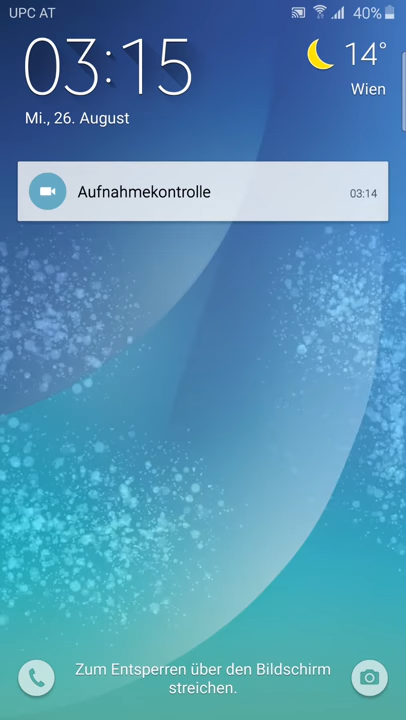 UPC AT
40%
03:15
14°
Wien
Mi., 26. August
Aufnahmekontrolle
03:14
Zum Entsperren über den Bildschirm
streichen.